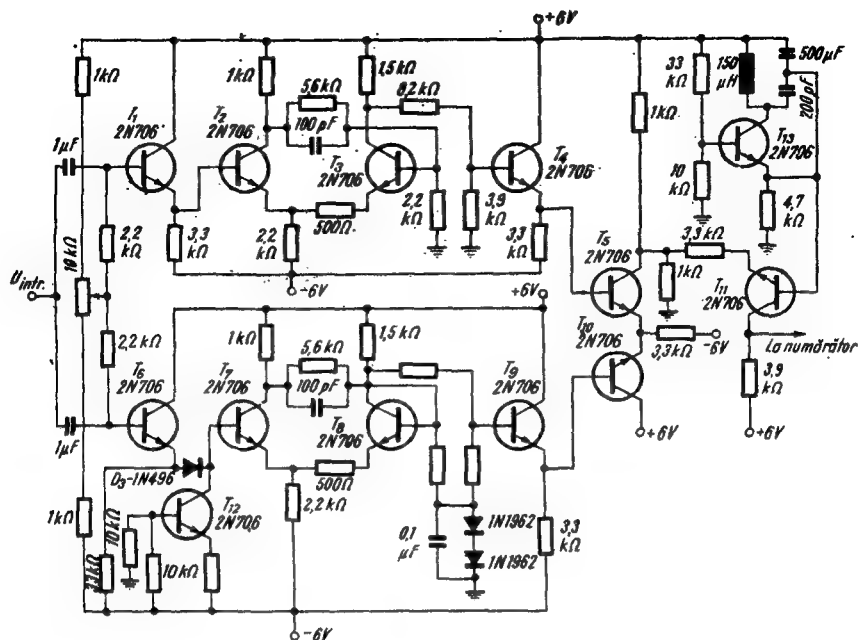 +6V
1kΩ
1kΩ
1,5kΩ
5,6kΩ
8,2kΩ
100pF
33
kΩ
150
μH
500μF
200pF
1kΩ
T1
2N706
T2
2N706
T3
2N706
T4
2N706
T13
2N706
1μF
2,2
kΩ
3,3
kΩ
2,2
kΩ
500Ω
2,2
kΩ
3,9
kΩ
3,3
kΩ
10
kΩ
4,7
kΩ
10kΩ
Uintr.
-6V
+6V
T5
2N706
3,3kΩ
1kΩ
T11
2N706
T10
2N706
3,3kΩ
-6V
La numărător
2,2kΩ
1kΩ
5,6kΩ
1,5kΩ
100pF
T6
2N706
T7
2N706
T8
2N706
T9
2N706
3,9
kΩ
+6V
+6V
1μF
D3-1N496
T12
2N706
500Ω
2,2kΩ
1kΩ
10kΩ
10kΩ
0,1
μF
1N1962
1N1962
3,3
kΩ
-6V